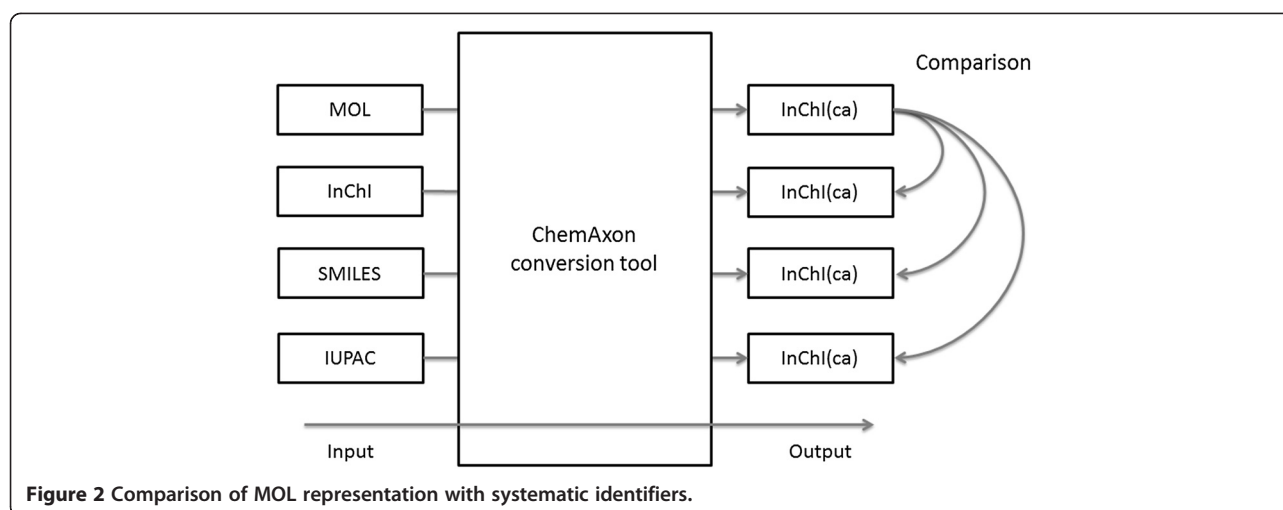 Comparison
MOL
InChI(ca)
InChI
InChI(ca)
ChemAxon
conversion tool
SMILES
InChI(ca)
IUPAC
InChI(ca)
Input
Output
Figure 2 Comparison of MOL representation with systematic identifiers.